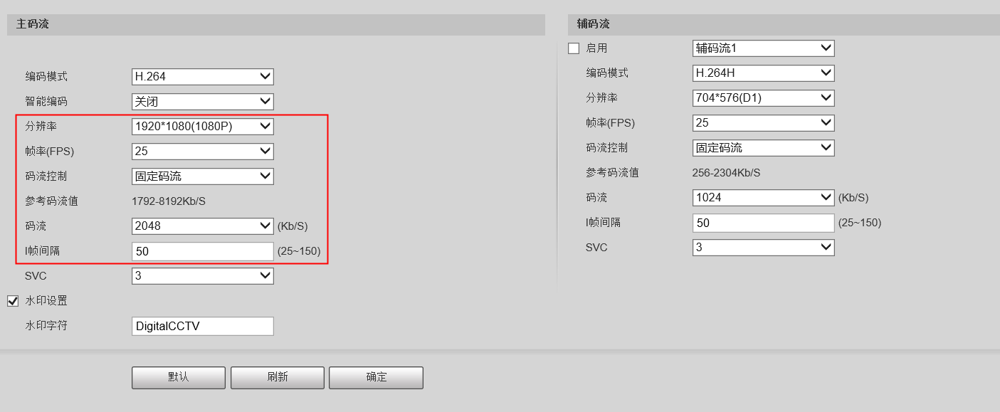 主码流
编码模式 H.264
智能编码 关闭
分辨率 1920*1080(1080P)
帧率(FPS) 25
码流控制 固定码流
参考码流值 1792-8192Kb/S
码流 2048 (Kb/S)
I帧间隔 50 (25~150)
SVC 3
水印设置
水印字符 DigitalCCTV
辅码流
启用 辅码流1
编码模式 H.264H
分辨率 704*576(D1)
帧率(FPS) 25
码流控制 固定码流
参考码流值 256-2304Kb/S
码流 1024 (Kb/S)
I帧间隔 50 (25~150)
SVC 3
默认 刷新 确定